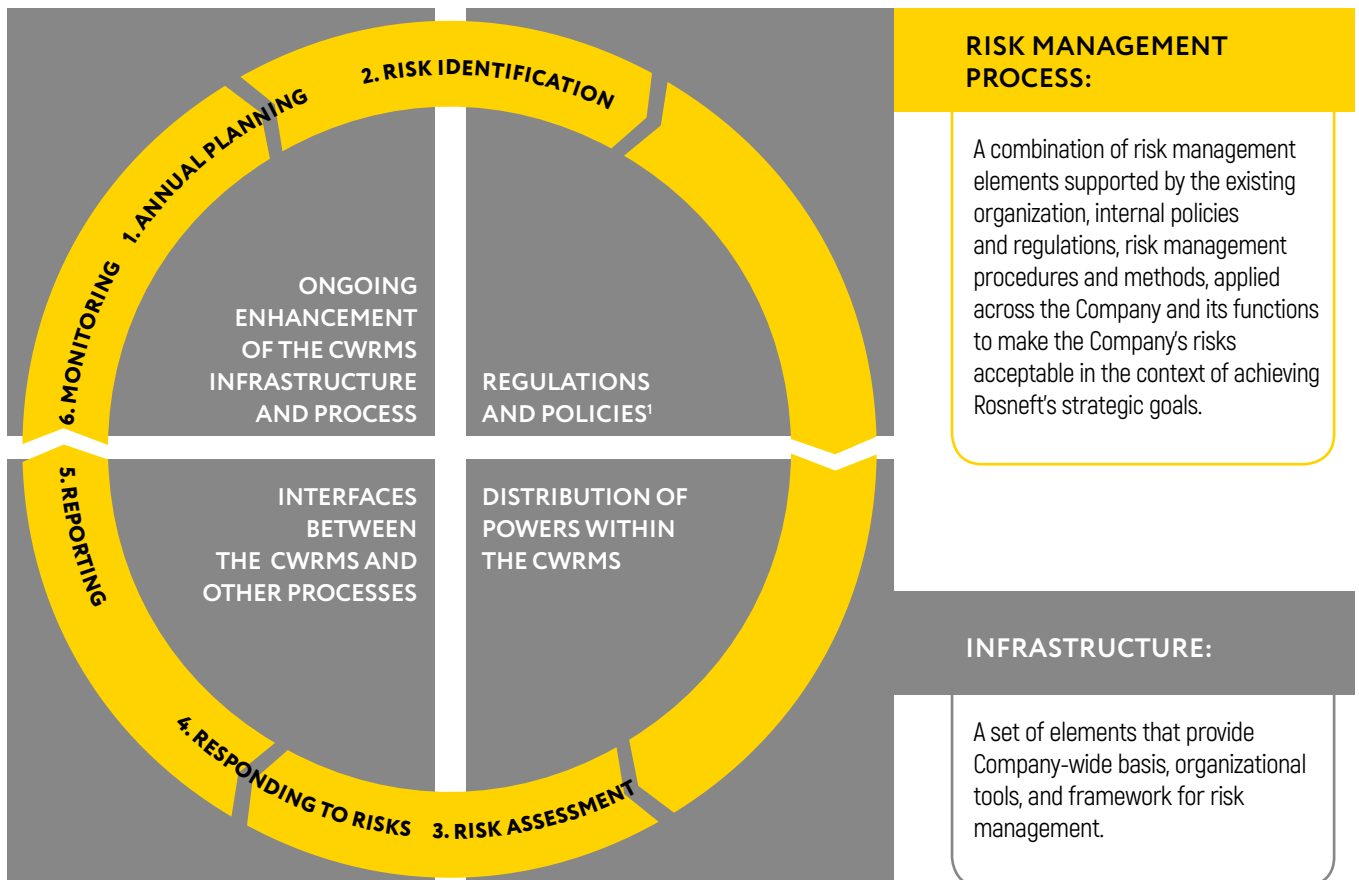 1. ANNUAL PLANNING
2. RISK IDENTIFICATION
3. RISK ASSESSMENT
4. RESPONDING TO RISKS
5. REPORTING
6. MONITORING
ONGOING
ENHANCEMENT
OF THE CWRMS
INFRASTRUCTURE
AND PROCESS
REGULATIONS
AND POLICIES¹
INTERFACES
BETWEEN
THE CWRMS AND
OTHER PROCESSES
DISTRIBUTION OF
POWERS WITHIN
THE CWRMS
RISK MANAGEMENT
PROCESS:
A combination of risk management
elements supported by the existing
organization, internal policies
and regulations, risk management
procedures and methods, applied
across the Company and its functions
to make the Company's risks
acceptable in the context of achieving
Rosneft's strategic goals.
INFRASTRUCTURE:
A set of elements that provide
Company-wide basis, organizational
tools, and framework for risk
management.